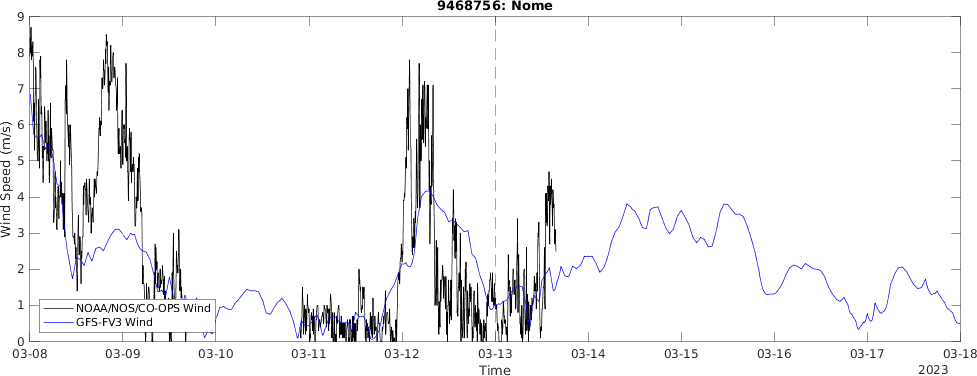 9468756: Nome
9
8
7
6
5
4
3
2
1
0
Wind Speed (m/s)
NOAA/NOS/CO-OPS Wind
GFS-FV3 Wind
03-08 03-09 03-10 03-11 03-12 03-13 03-14 03-15 03-16 03-17 03-18
Time
2023